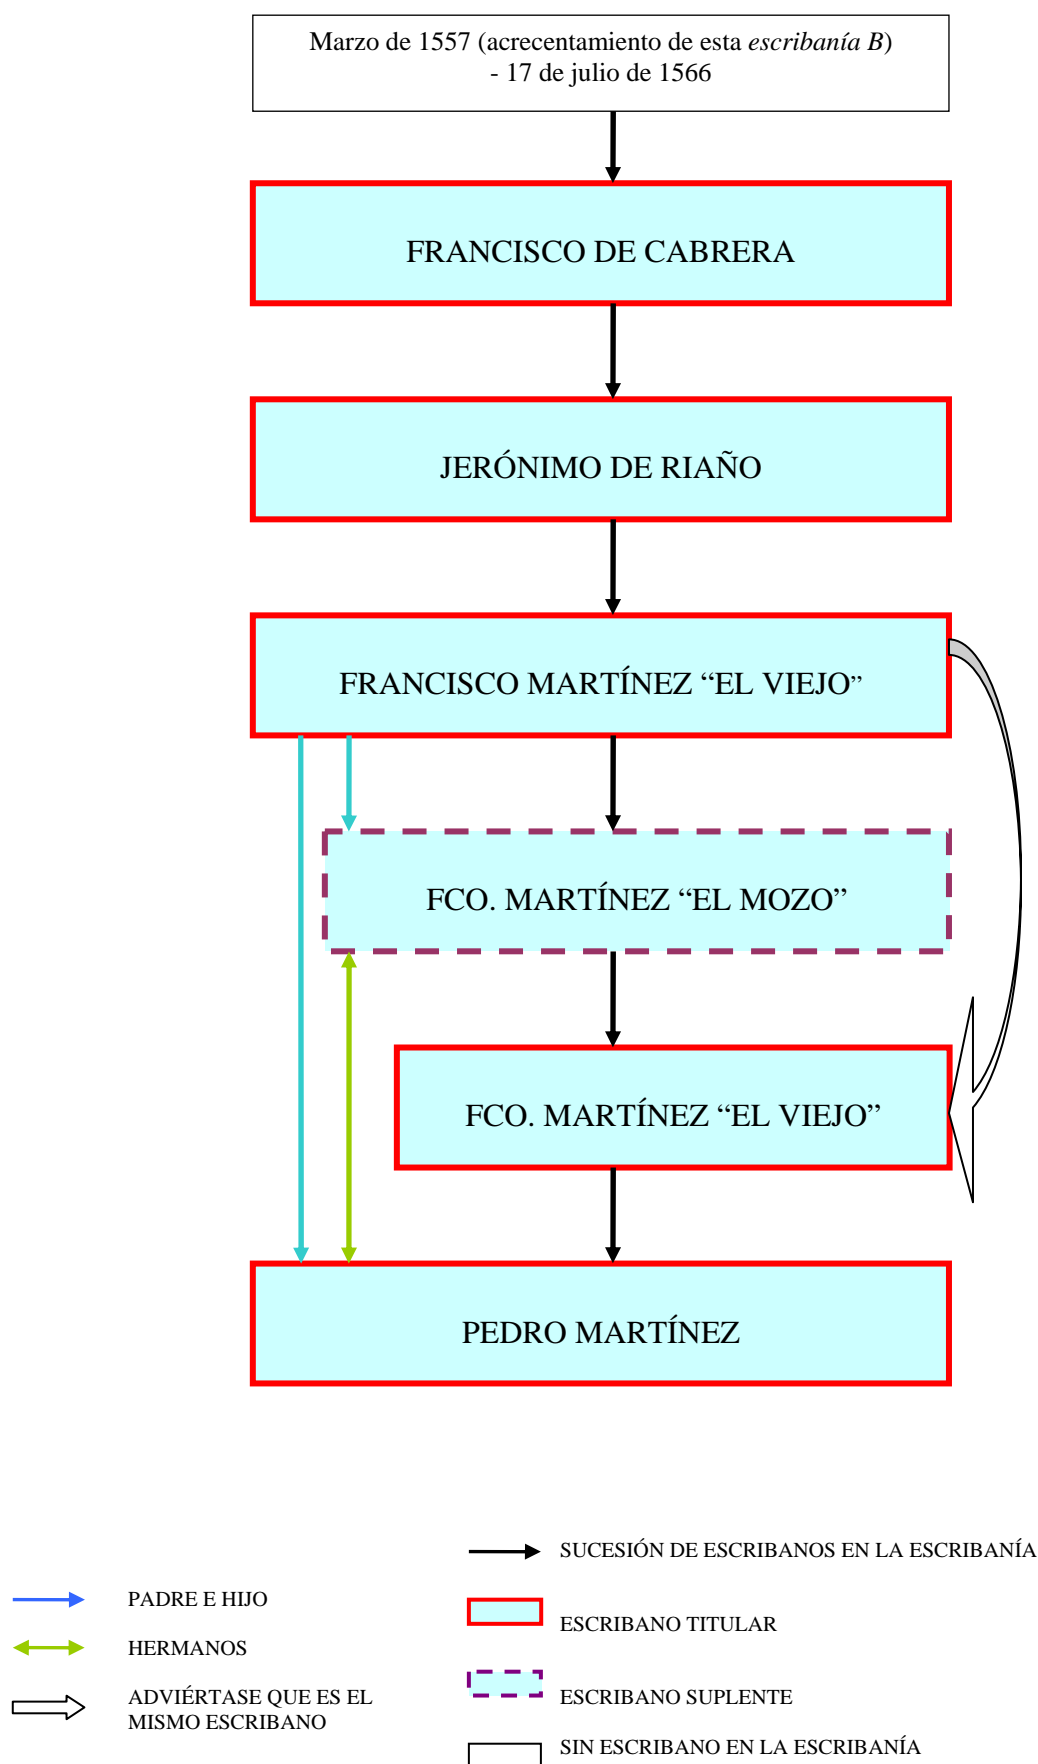 Marzo de 1557 (acrecentamiento de esta escribanía B)
- 17 de julio de 1566
FRANCISCO DE CABRERA
JERÓNIMO DE RIAÑO
FRANCISCO MARTÍNEZ “EL VIEJO”
FCO. MARTÍNEZ “EL MOZO”
FCO. MARTÍNEZ “EL VIEJO”
PEDRO MARTÍNEZ
PADRE E HIJO
HERMANOS
ADVIÉRTASE QUE ES EL
MISMO ESCRIBANO
SUCESIÓN DE ESCRIBANOS EN LA ESCRIBANÍA
ESCRIBANO TITULAR
ESCRIBANO SUPLENTE
SIN ESCRIBANO EN LA ESCRIBANÍA